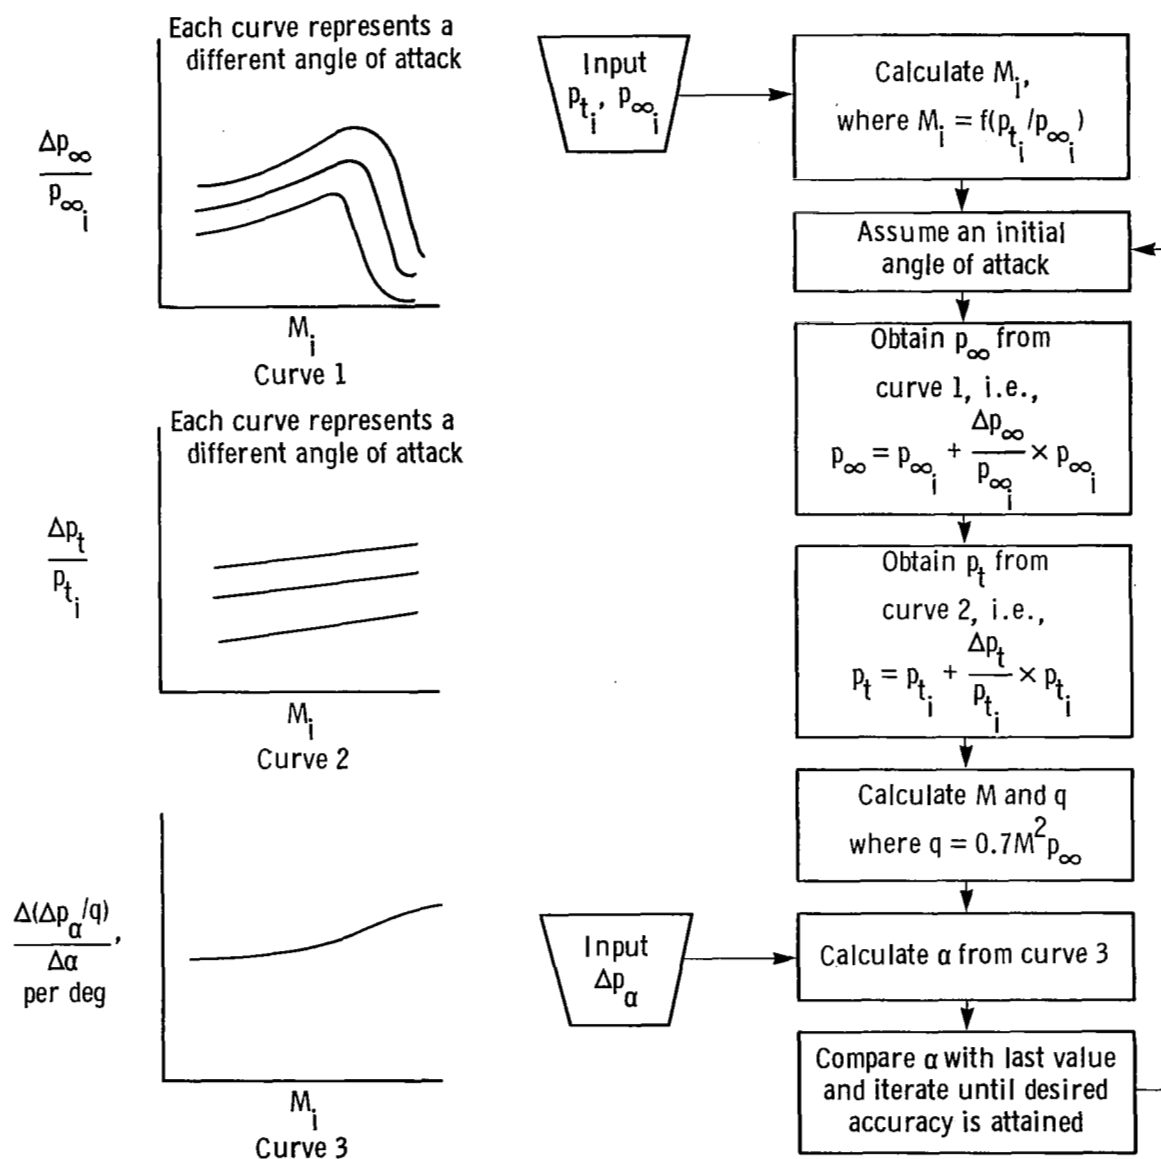 Each curve represents a
different angle of attack
Δp∞
p∞i
Mi
Curve 1
Each curve represents a
different angle of attack
Δpt
pti
Mi
Curve 2
Δ(Δpα/q)
Δα ,
per deg
Mi
Curve 3
Input
pti, p∞i
Calculate Mi,
where Mi = f(pti/p∞i)
Assume an initial
angle of attack
Obtain p∞ from
curve 1, i.e.,
p∞ = p∞i + Δp∞/p∞i × p∞i
Obtain pt from
curve 2, i.e.,
pt = pti + Δpt/pti × pti
Calculate M and q
where q = 0.7M²p∞
Input
Δpα
Calculate α from curve 3
Compare α with last value
and iterate until desired
accuracy is attained